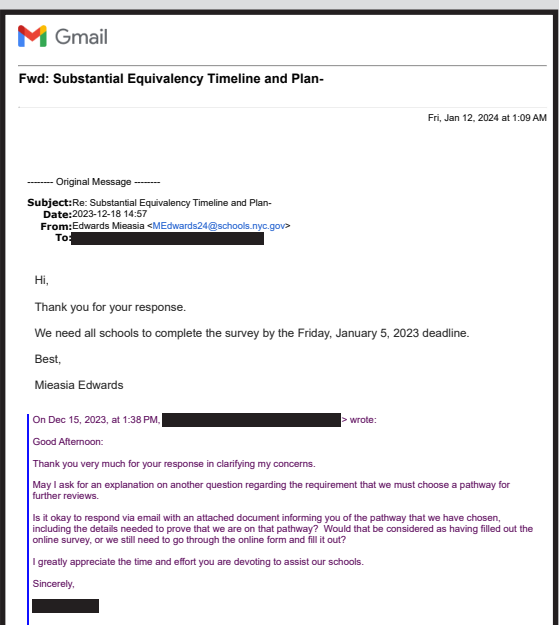 Gmail
Fwd: Substantial Equivalency Timeline and Plan-
Fri, Jan 12, 2024 at 1:09 AM
-------- Original Message --------
Subject:Re: Substantial Equivalency Timeline and Plan-
Date:2023-12-18 14:57
From:Edwards Mieasia <MEdwards24@schools.nyc.gov>
To:
Hi,
Thank you for your response.
We need all schools to complete the survey by the Friday, January 5, 2023 deadline.
Best,
Mieasia Edwards
On Dec 15, 2023, at 1:38 PM, > wrote:
Good Afternoon:
Thank you very much for your response in clarifying my concerns.
May I ask for an explanation on another question regarding the requirement that we must choose a pathway for
further reviews.
Is it okay to respond via email with an attached document informing you of the pathway that we have chosen,
including the details needed to prove that we are on that pathway?  Would that be considered as having filled out the
online survey, or we still need to go through the online form and fill it out?
I greatly appreciate the time and effort you are devoting to assist our schools.
Sincerely,